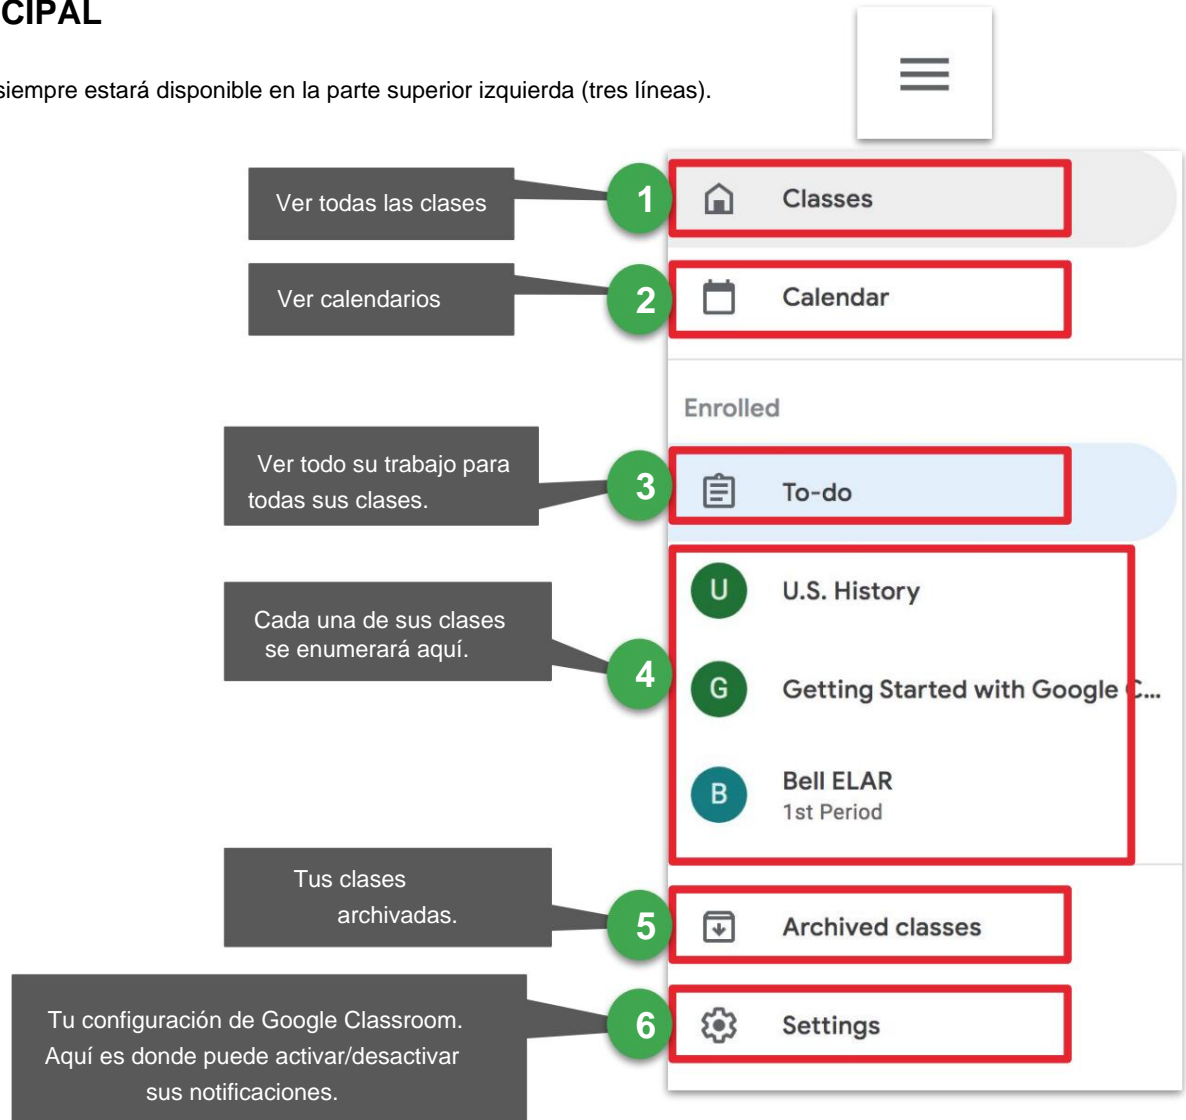 CIPAL
siempre estará disponible en la parte superior izquierda (tres líneas).
Ver todas las clases
1
Classes
Ver calendarios
2
Calendar
Enrolled
Ver todo su trabajo para
todas sus clases.
3
To-do
Cada una de sus clases
se enumerará aquí.
4
U
U.S. History
G
Getting Started with Google C...
B
Bell ELAR
1st Period
Tus clases
archivadas.
5
Archived classes
Tu configuración de Google Classroom.
Aquí es donde puede activar/desactivar
sus notificaciones.
6
Settings